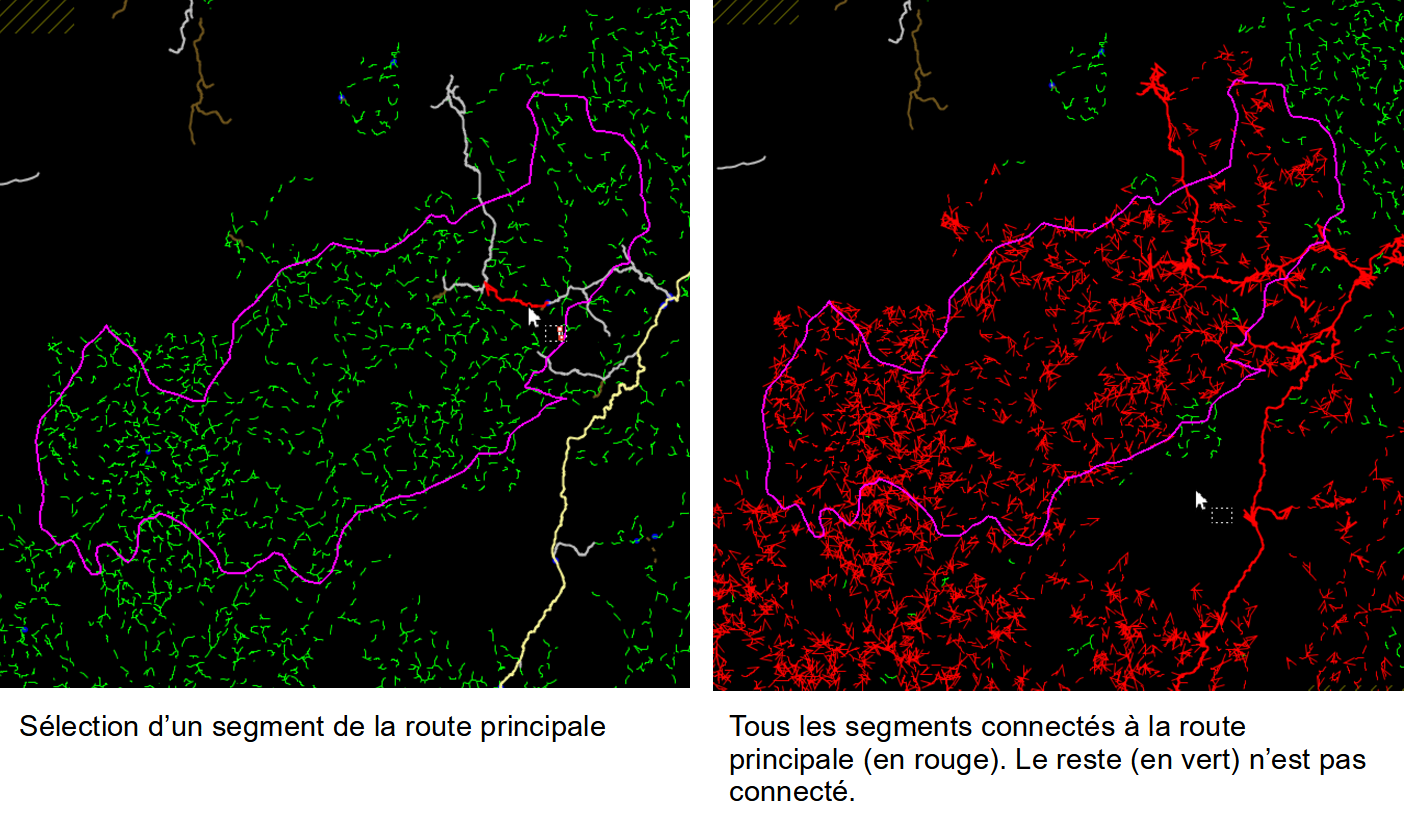 Sélection d’un segment de la route principale
Tous les segments connectés à la route
principale (en rouge). Le reste (en vert) n’est pas
connecté.